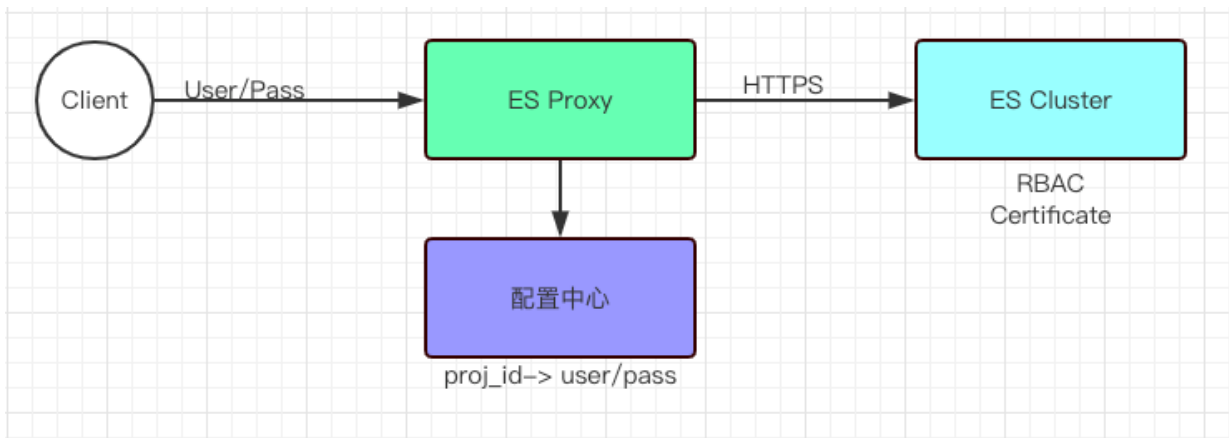 Client
User/Pass
ES Proxy
HTTPS
ES Cluster
RBAC
Certificate
配置中心
proj_id-> user/pass